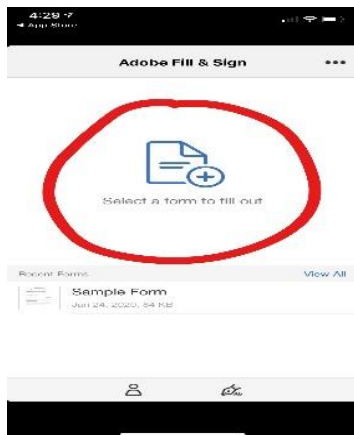 4:29
◀ App Store
Adobe Fill & Sign
Select a form to fill out
Recent Forms View All
Sample Form
Jun 24, 2020, 84 KB